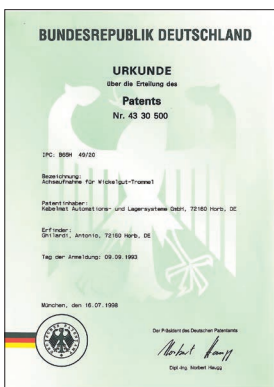 BUNDESREPUBLIK DEUTSCHLAND
URKUNDE
über die Erteilung des
Patents
Nr. 43 30 500
IPC: B65H 49/20
Bezeichnung:
Achsaufnahme für Wickelgut-Trommel
Patentinhaber:
Kabelmat Automations- und Lagersysteme GmbH, 72160 Horb, DE
Erfinder:
Ghilardi, Antonio, 72160 Horb, DE
Tag der Anmeldung: 09.09.1993
München, den 16.07.1998
Der Präsident des Deutschen Patentamts
Norbert Haugg
Dipl.-Ing. Norbert Haugg